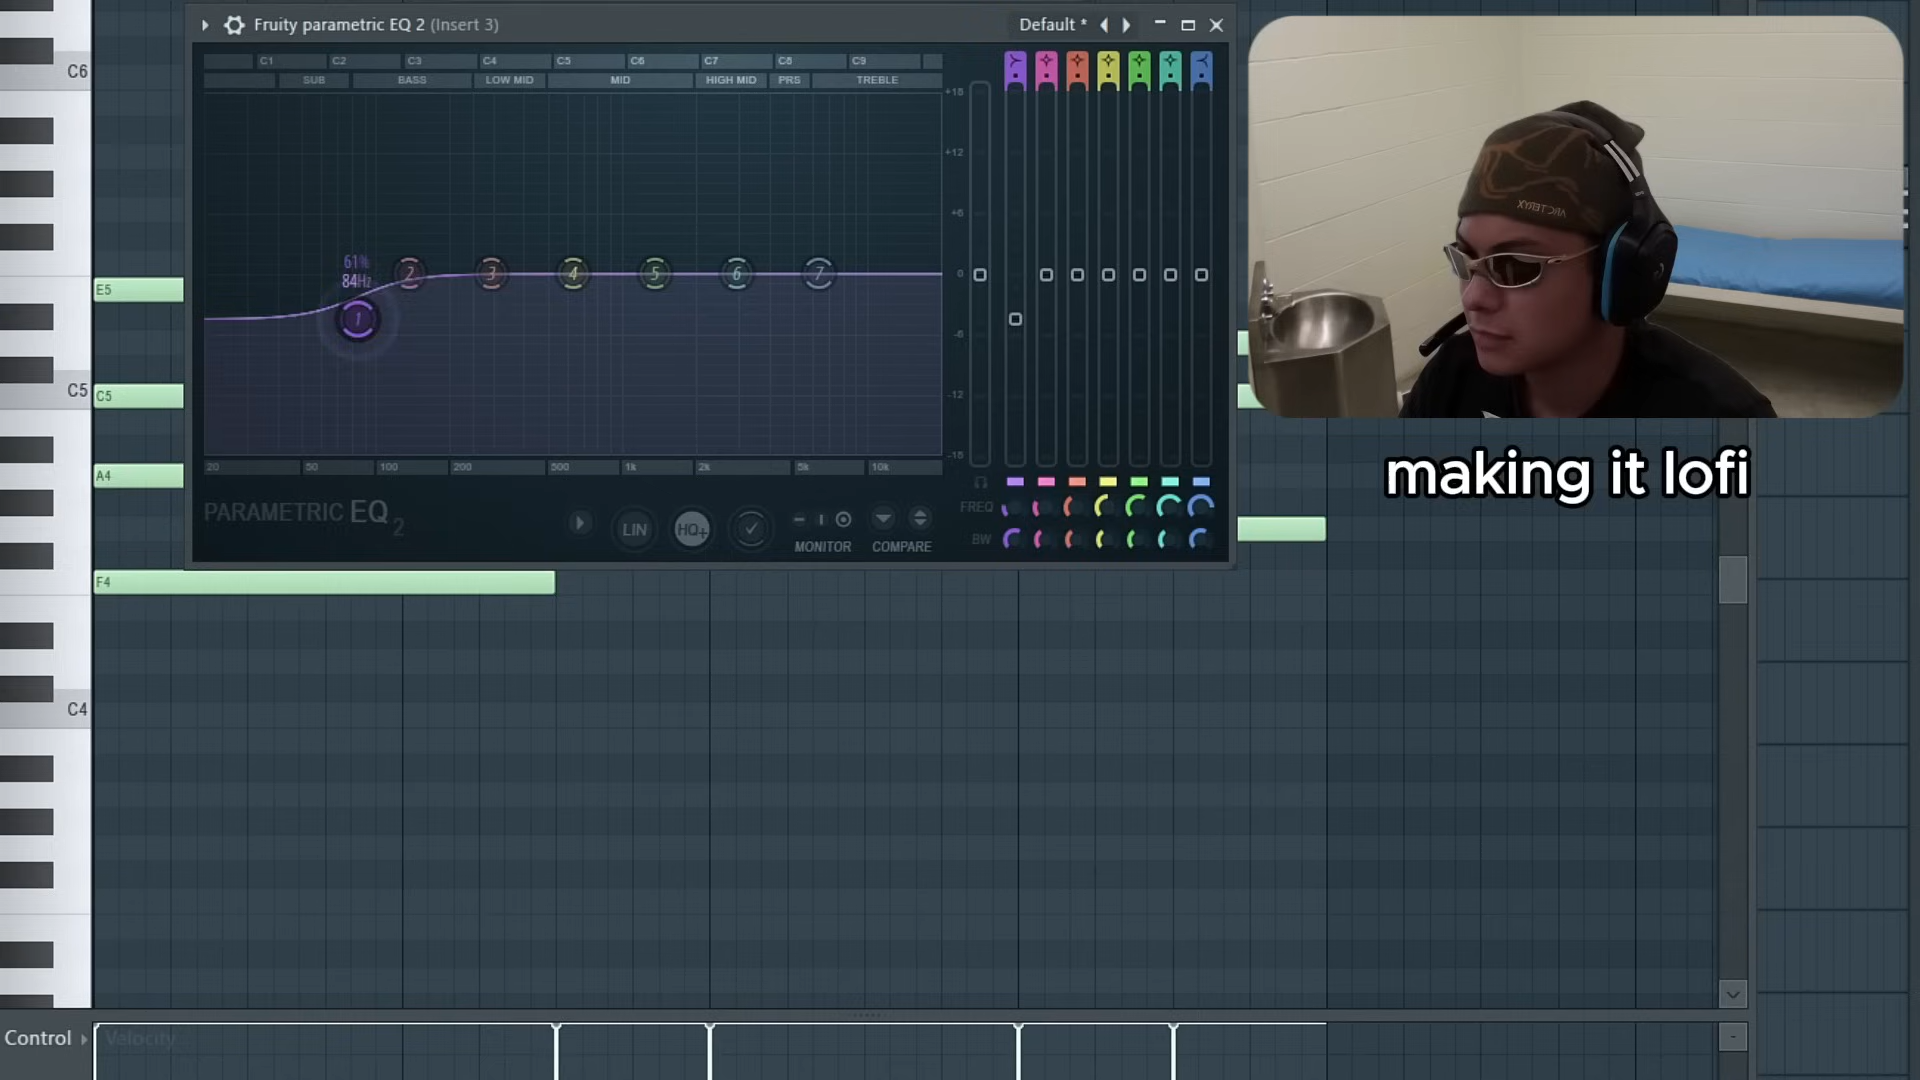 Fruity parametric EQ 2 (Insert 3)
Default *
C1 C2 C3 C4 C5 C6 C7 C8 C9
SUB BASS LOW MID MID HIGH MID PRS TREBLE
+18
+12
+6
0
-6
-12
-18
61%
84Hz
1 2 3 4 5 6 7
20 50 100 200 500 1k 2k 5k 10k
PARAMETRIC EQ 2
LIN
HQ+
MONITOR
COMPARE
FREQ
BW
C6
C5
C4
E5
C5
A4
F4
ARC'TERYX
making it lofi
Control
Velocity